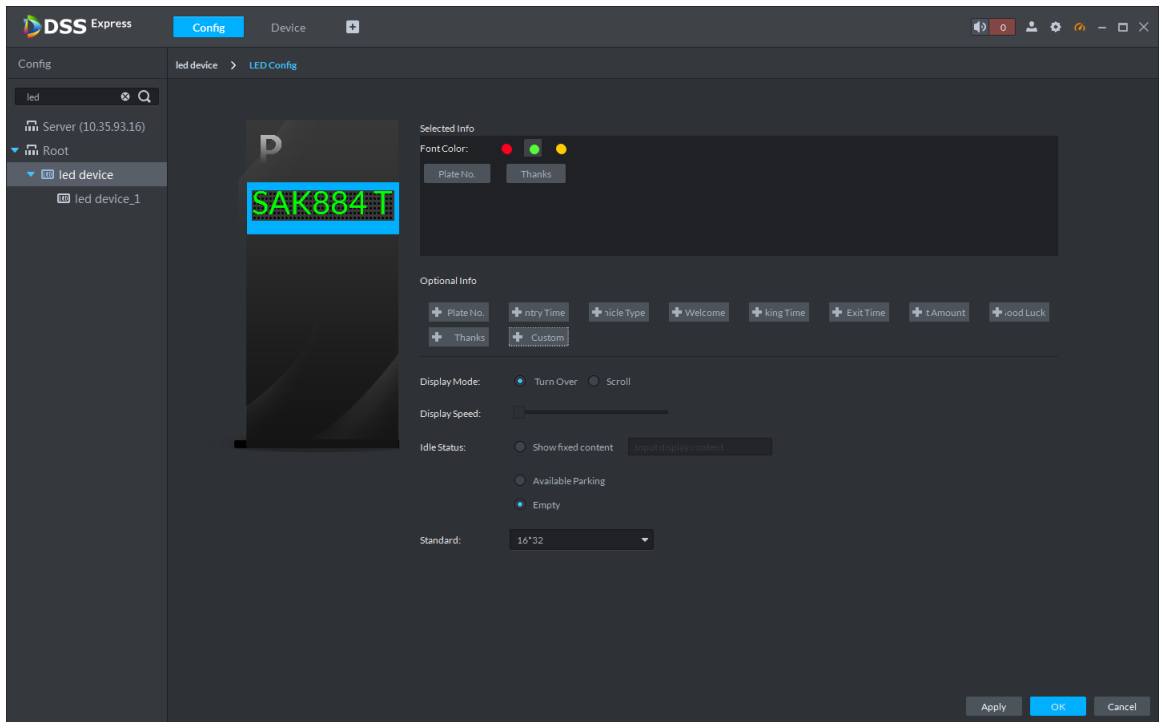 DSS Express
Config
Device
0
Config
led device > LED Config
led
Server (10.35.93.16)
Root
led device
led device_1
P
SAK884 T
Selected Info
Font Color:
Plate No.
Thanks
Optional Info
Plate No.
ntry Time
nicle Type
Welcome
king Time
Exit Time
t Amount
ood Luck
Thanks
Custom
Display Mode:
Turn Over
Scroll
Display Speed:
Idle Status:
Show fixed content
input display content
Available Parking
Empty
Standard:
16*32
Apply
OK
Cancel